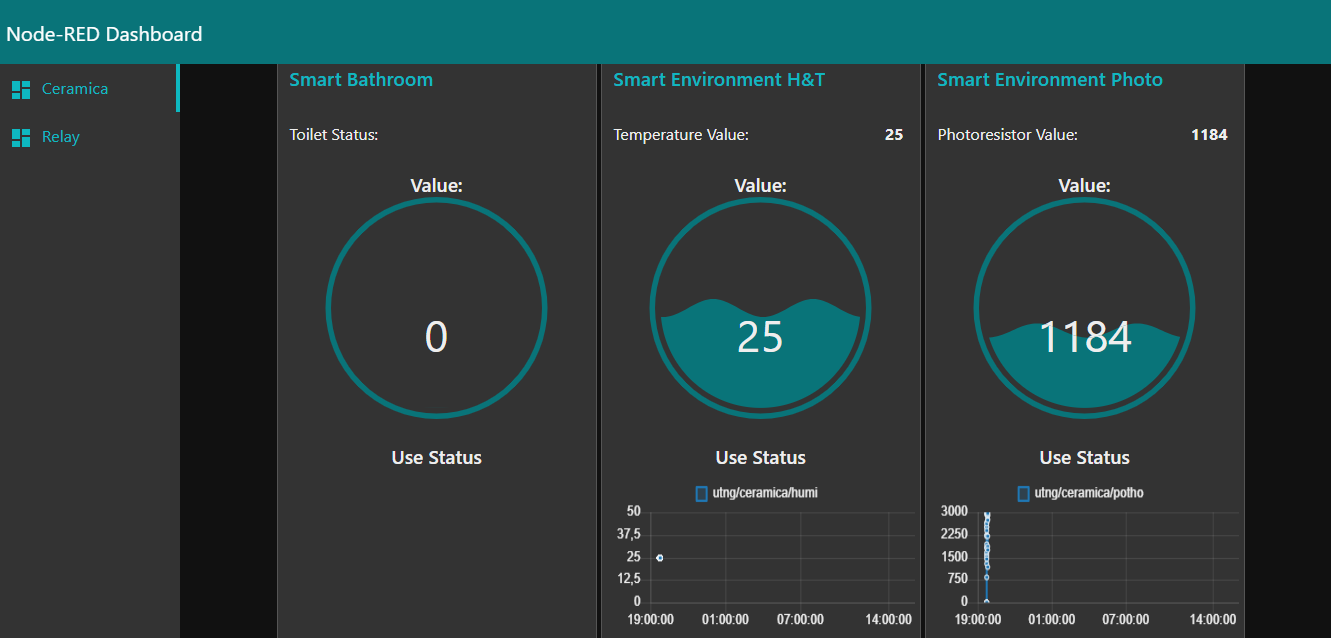 Node-RED Dashboard
Ceramica
Relay
Smart Bathroom
Toilet Status:
Value:
0
Use Status
Smart Environment H&T
Temperature Value: 25
Value:
25
Use Status
utng/ceramica/humi
50
37,5
25
12,5
0
19:00:00 01:00:00 07:00:00 14:00:00
Smart Environment Photo
Photoresistor Value: 1184
Value:
1184
Use Status
utng/ceramica/potho
3000
2250
1500
750
0
19:00:00 01:00:00 07:00:00 14:00:00